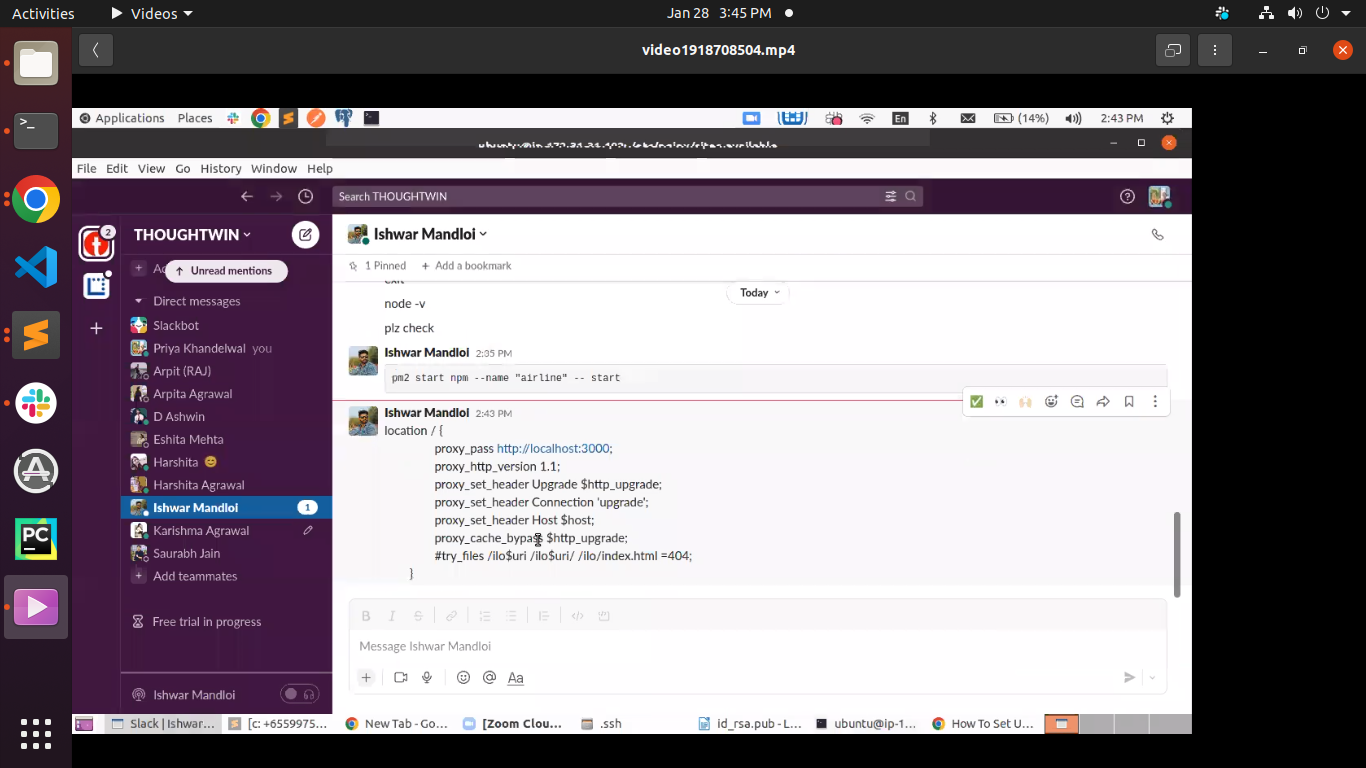 Activities
Videos
Jan 28 3:45 PM
video1918708504.mp4
Applications Places
En
(14%)
2:43 PM
File Edit View Go History Window Help
Search THOUGHTWIN
2
THOUGHTWIN
Unread mentions
Direct messages
Slackbot
Priya Khandelwal you
Arpit (RAJ)
Arpita Agrawal
D Ashwin
Eshita Mehta
Harshita
Harshita Agrawal
Ishwar Mandloi 1
Karishma Agrawal
Saurabh Jain
Add teammates
Free trial in progress
Ishwar Mandloi
Ishwar Mandloi
1 Pinned + Add a bookmark
Today
exit
node -v
plz check
Ishwar Mandloi 2:35 PM
pm2 start npm --name "airline" -- start
Ishwar Mandloi 2:43 PM
location / {
proxy_pass http://localhost:3000;
proxy_http_version 1.1;
proxy_set_header Upgrade $http_upgrade;
proxy_set_header Connection 'upgrade';
proxy_set_header Host $host;
proxy_cache_bypass $http_upgrade;
#try_files /ilo$uri /ilo$uri/ /ilo/index.html =404;
}
Message Ishwar Mandloi
Aa
Slack | Ishwar...
[c: +6559975...
New Tab - Go...
[Zoom Clou...
.ssh
id_rsa.pub - L...
ubuntu@ip-1...
How To Set U...